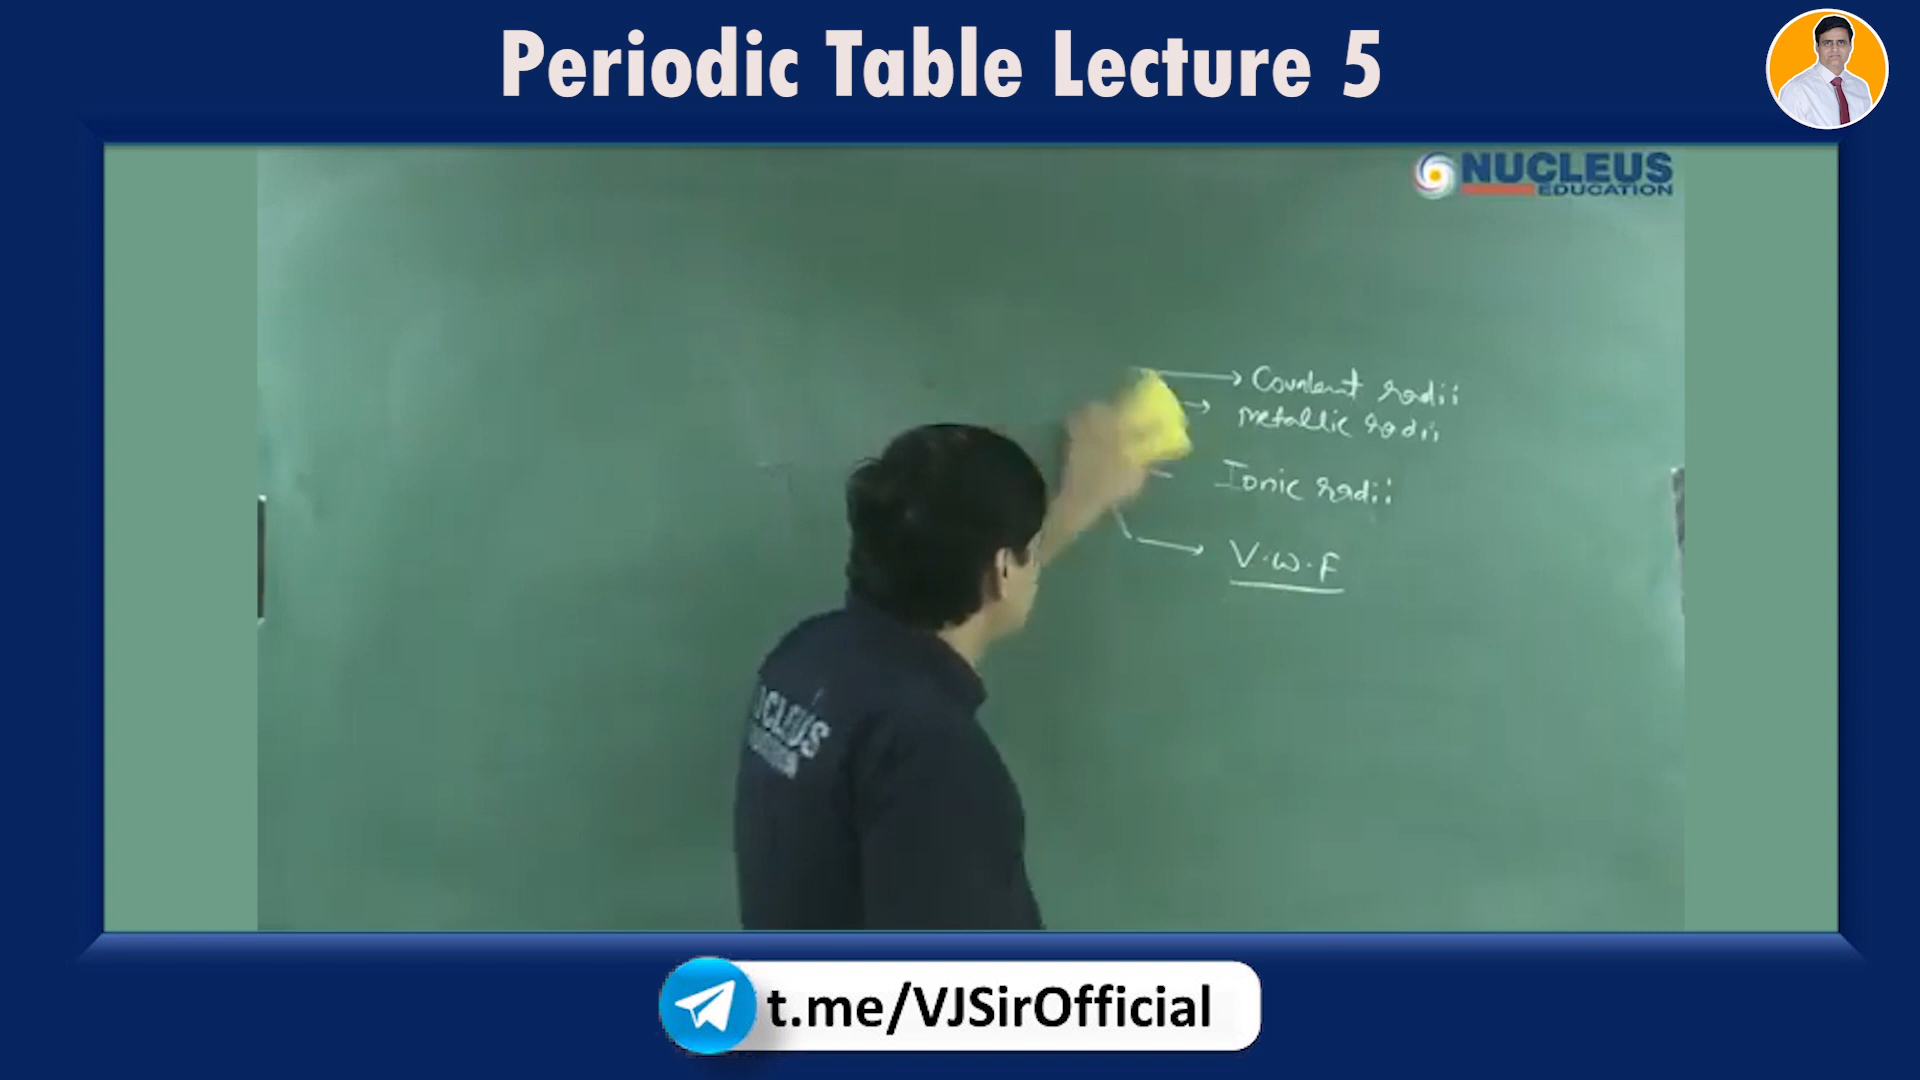 Periodic Table Lecture 5
NUCLEUS
EDUCATION
Covalent radii
metallic radii
Ionic radii
V.W.F
t.me/VJSirOfficial